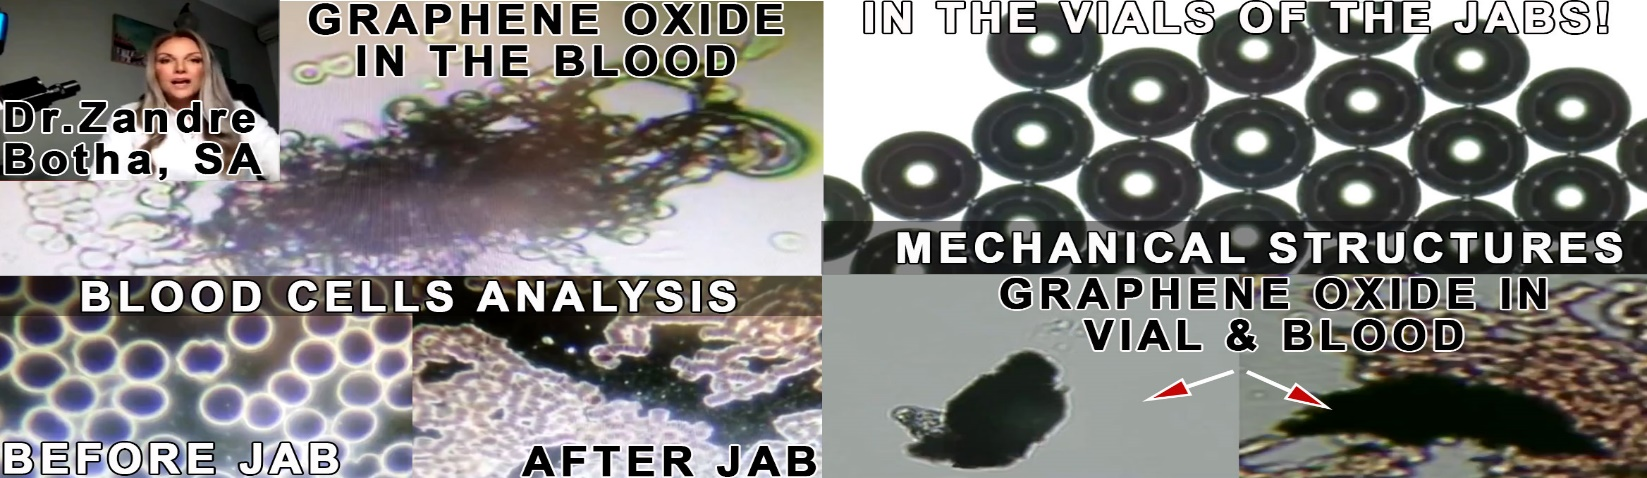 GRAPHENE OXIDE
IN THE BLOOD
Dr.Zandre
Botha, SA
IN THE VIALS OF THE JABS!
MECHANICAL STRUCTURES
BLOOD CELLS ANALYSIS
BEFORE JAB
AFTER JAB
GRAPHENE OXIDE IN
VIAL & BLOOD